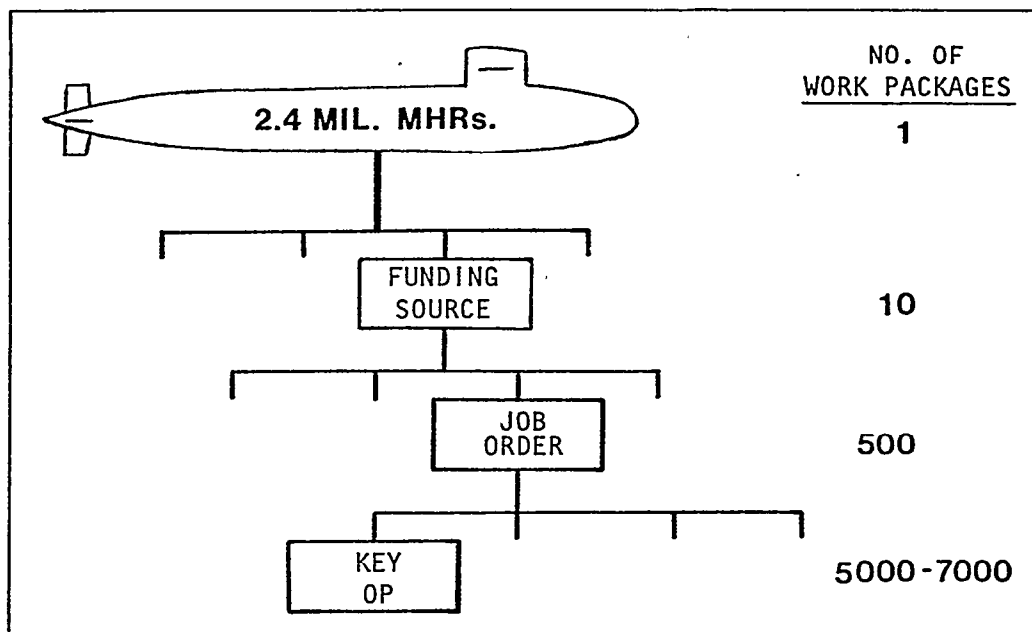 NO. OF
WORK PACKAGES
2.4 MIL. MHRs.
1
FUNDING
SOURCE
10
JOB
ORDER
500
KEY
OP
5000-7000